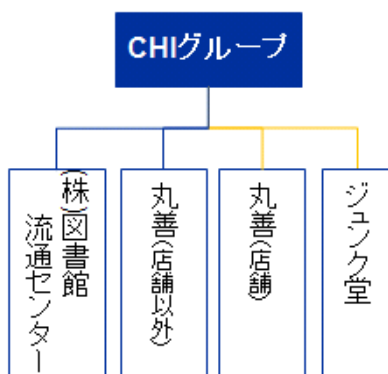 CHIグループ
(株)図書館
流通センター
丸善(店舗以外)
丸善(店舗)
ジュンク堂